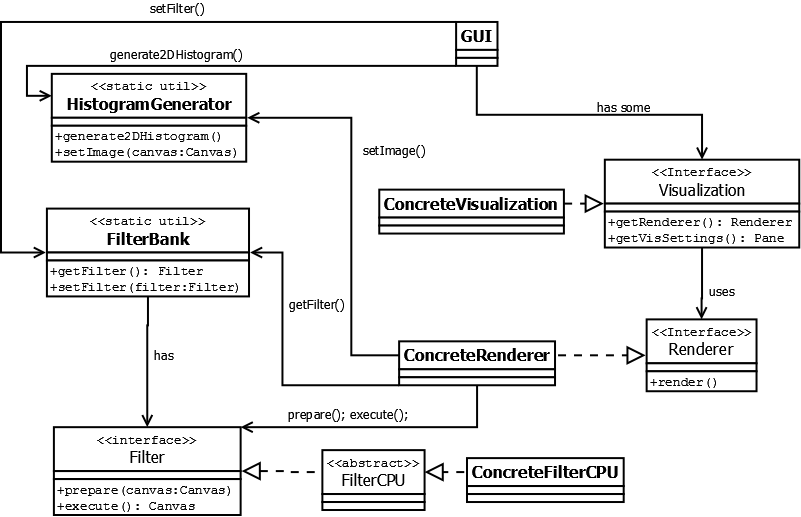 setFilter()
GUI
generate2DHistogram()
<<static util>>
HistogramGenerator
+generate2DHistogram()
+setImage(canvas:Canvas)
has some
setImage()
<<Interface>>
Visualization
+getRenderer(): Renderer
+getVisSettings(): Pane
ConcreteVisualization
<<static util>>
FilterBank
+getFilter(): Filter
+setFilter(filter:Filter)
getFilter()
uses
has
ConcreteRenderer
<<Interface>>
Renderer
+render()
prepare(); execute();
<<interface>>
Filter
+prepare(canvas:Canvas)
+execute(): Canvas
<<abstract>>
FilterCPU
ConcreteFilterCPU